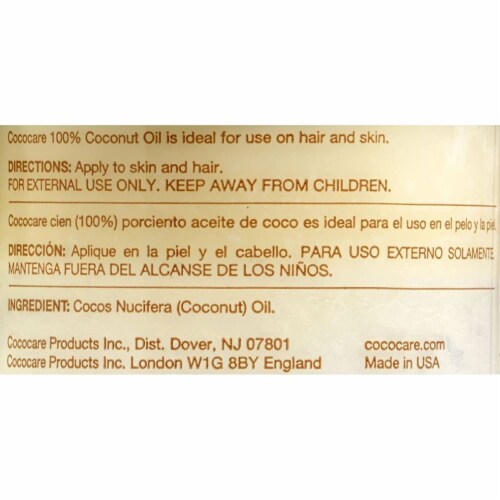 Cococare 100% Coconut Oil is ideal for use on hair and skin.
DIRECTIONS: Apply to skin and hair.
FOR EXTERNAL USE ONLY. KEEP AWAY FROM CHILDREN.
Cococare cien (100%) porciento aceite de coco es ideal para el uso en el pelo y la piel.
DIRECCIÓN: Aplique en la piel y el cabello. PARA USO EXTERNO SOLAMENTE.
MANTENGA FUERA DEL ALCANSE DE LOS NIÑOS.
INGREDIENT: Cocos Nucifera (Coconut) Oil.
Cococare Products Inc., Dist. Dover, NJ 07801 cococare.com
Cococare Products Inc. London W1G 8BY England Made in USA